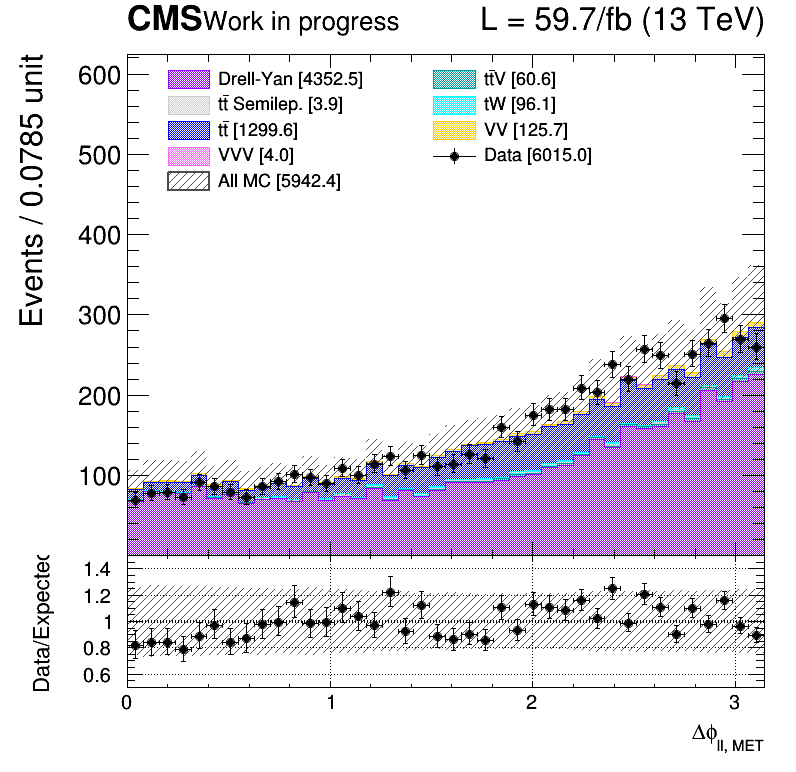 CMS Work in progress L = 59.7/fb (13 TeV)
Events / 0.0785 unit
600
500
400
300
200
100
Drell-Yan [4352.5]
tt̄ Semilep. [3.9]
tt̄ [1299.6]
VVV [4.0]
All MC [5942.4]
tt̄V [60.6]
tW [96.1]
VV [125.7]
Data [6015.0]
Data/Expected
1.4
1.2
1
0.8
0.6
0 1 2 3
Δϕll, MET